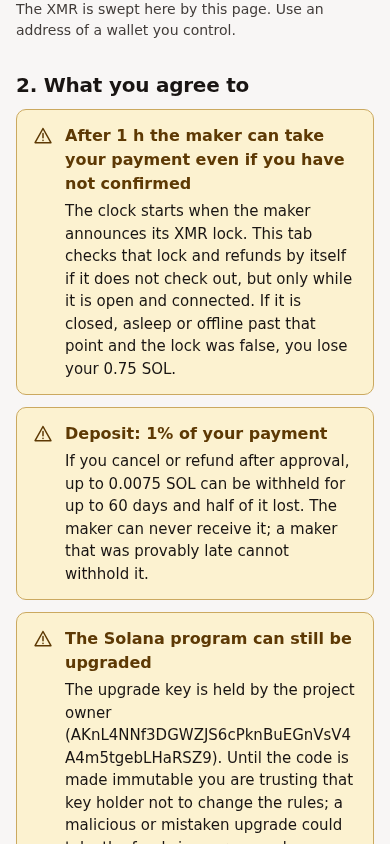 The XMR is swept here by this page. Use an
address of a wallet you control.
2. What you agree to
After 1 h the maker can take
your payment even if you have
not confirmed
The clock starts when the maker
announces its XMR lock. This tab
checks that lock and refunds by itself
if it does not check out, but only while
it is open and connected. If it is
closed, asleep or offline past that
point and the lock was false, you lose
your 0.75 SOL.
Deposit: 1% of your payment
If you cancel or refund after approval,
up to 0.0075 SOL can be withheld for
up to 60 days and half of it lost. The
maker can never receive it; a maker
that was provably late cannot
withhold it.
The Solana program can still be
upgraded
The upgrade key is held by the project
owner
(AKnL4NNf3DGWZJS6cPknBuEGnVsV4
A4m5tgebLHaRSZ9). Until the code is
made immutable you are trusting that
key holder not to change the rules; a
malicious or mistaken upgrade could